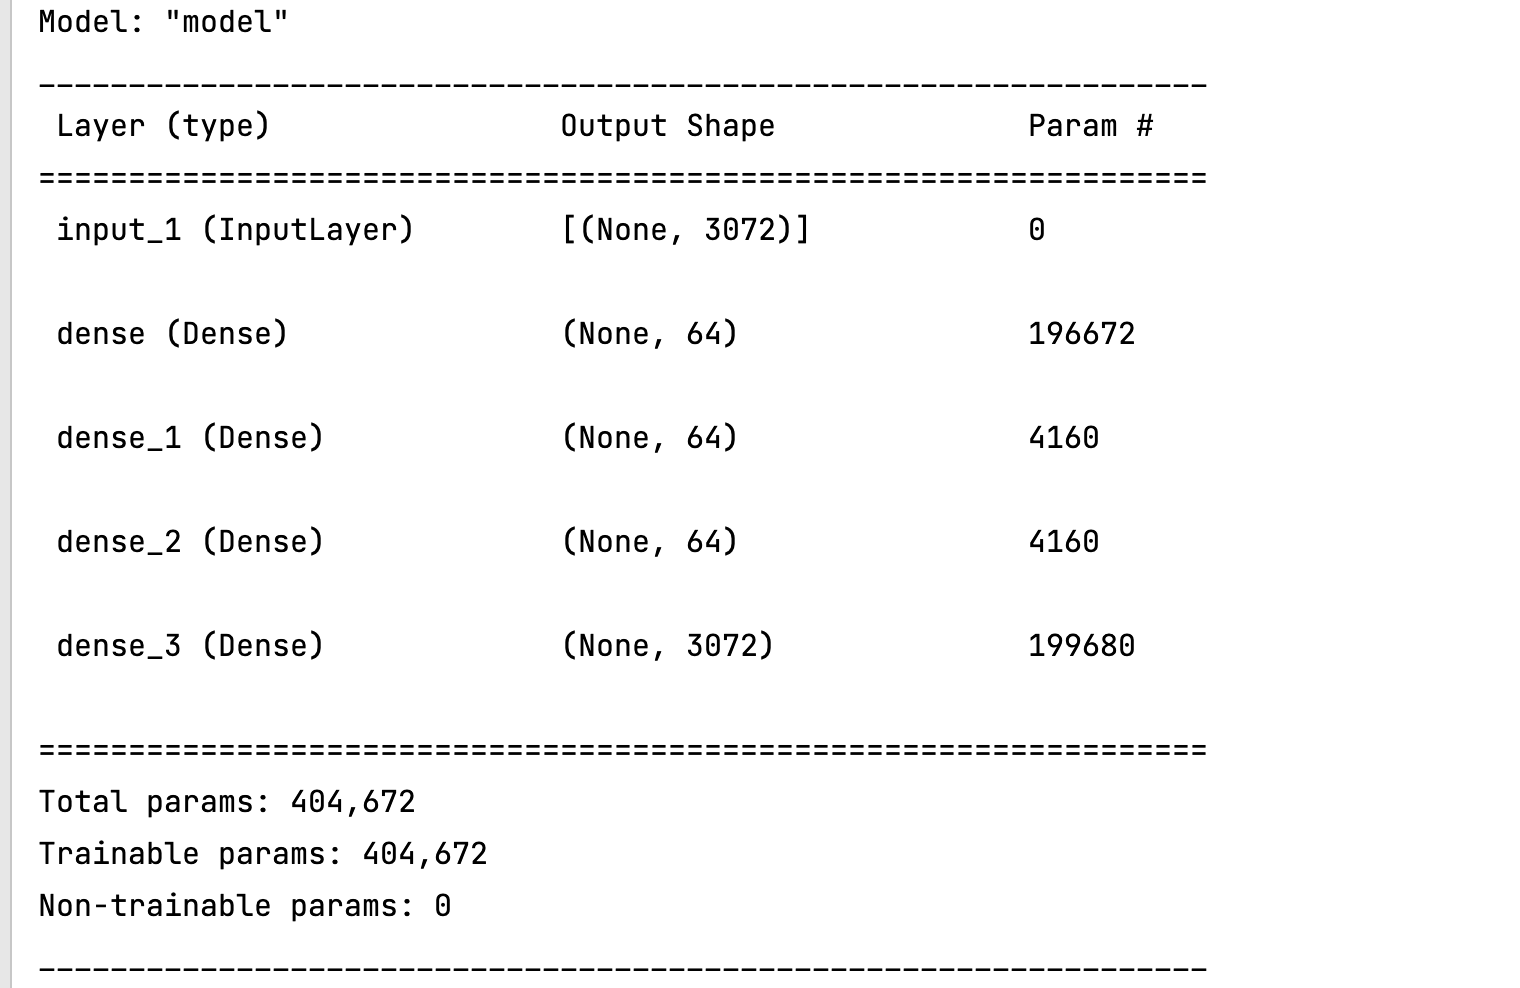 Model: "model"
_________________________________________________________________
 Layer (type)                Output Shape              Param #
=================================================================
 input_1 (InputLayer)        [(None, 3072)]            0
 dense (Dense)               (None, 64)                196672
 dense_1 (Dense)             (None, 64)                4160
 dense_2 (Dense)             (None, 64)                4160
 dense_3 (Dense)             (None, 3072)              199680
=================================================================
Total params: 404,672
Trainable params: 404,672
Non-trainable params: 0
_________________________________________________________________